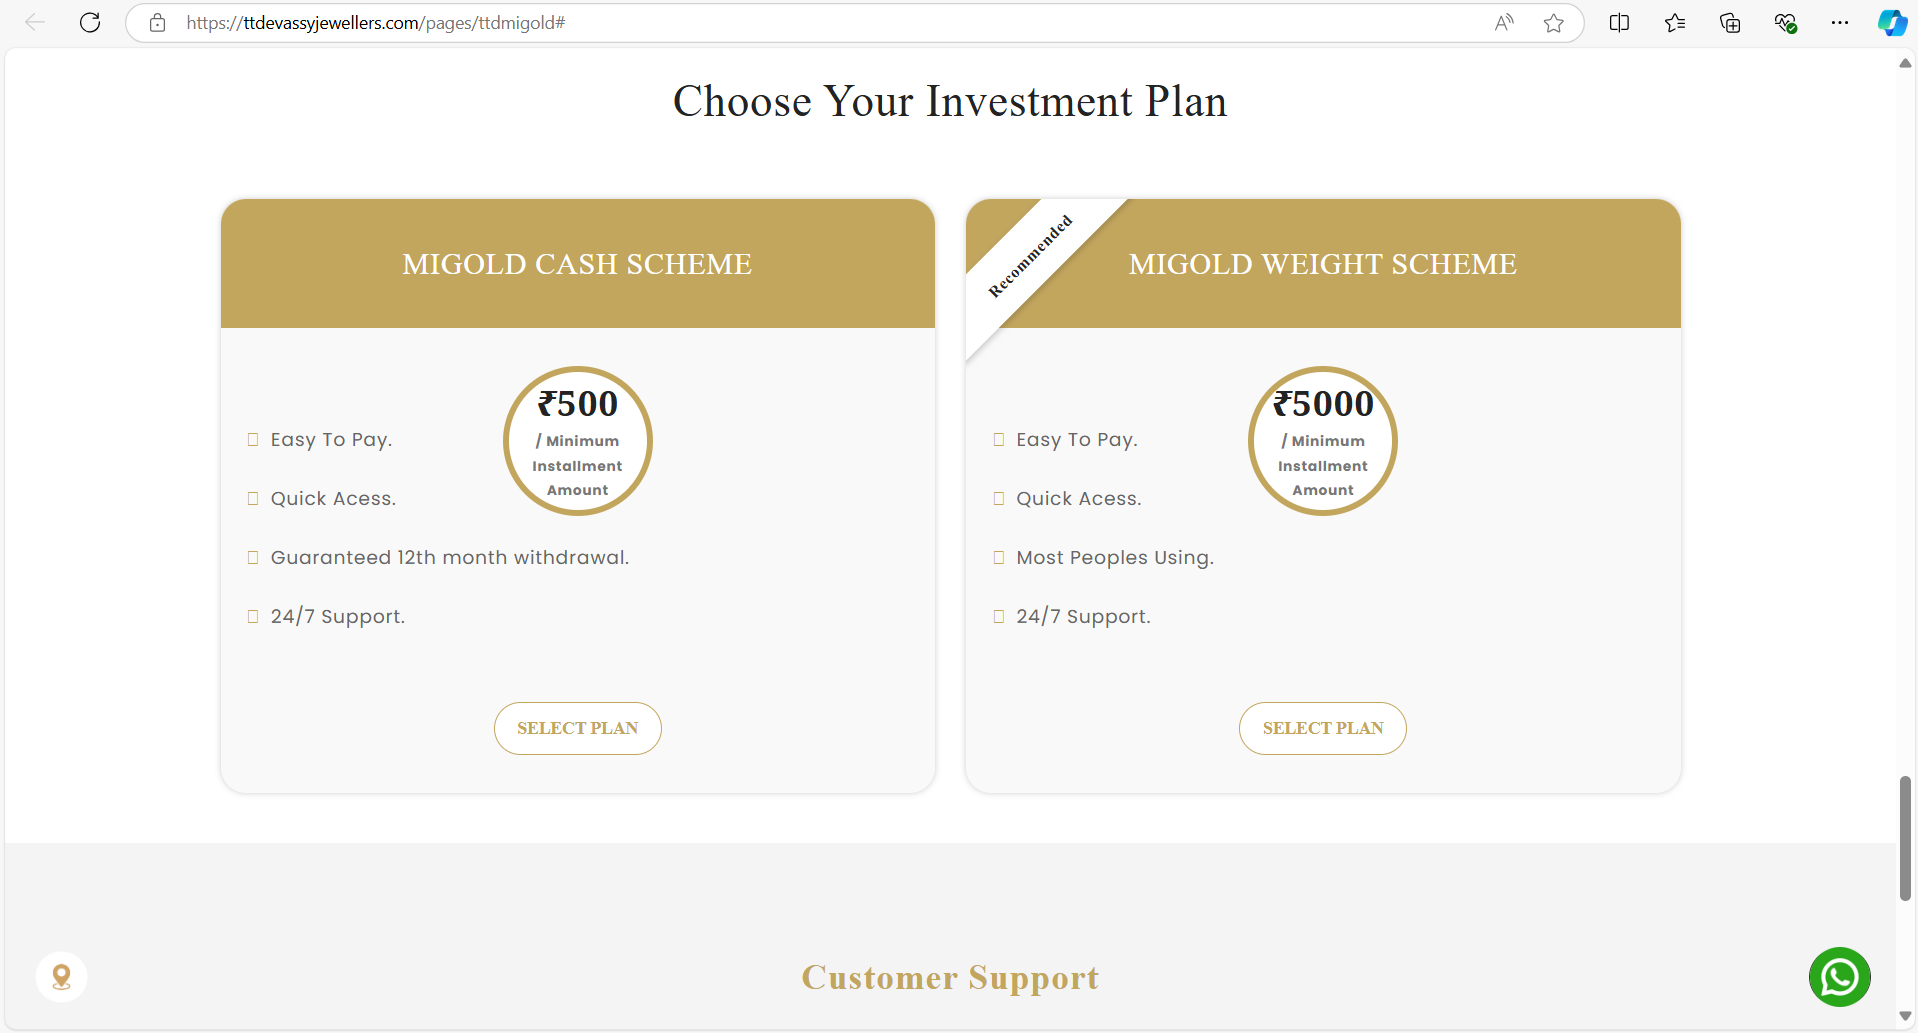 https://ttdevassyjewellers.com/pages/ttdmigold#
Choose Your Investment Plan
MIGOLD CASH SCHEME
₹500
/ Minimum
Installment
Amount
Easy To Pay.
Quick Acess.
Guaranteed 12th month withdrawal.
24/7 Support.
SELECT PLAN
Recommended
MIGOLD WEIGHT SCHEME
₹5000
/ Minimum
Installment
Amount
Easy To Pay.
Quick Acess.
Most Peoples Using.
24/7 Support.
SELECT PLAN
Customer Support